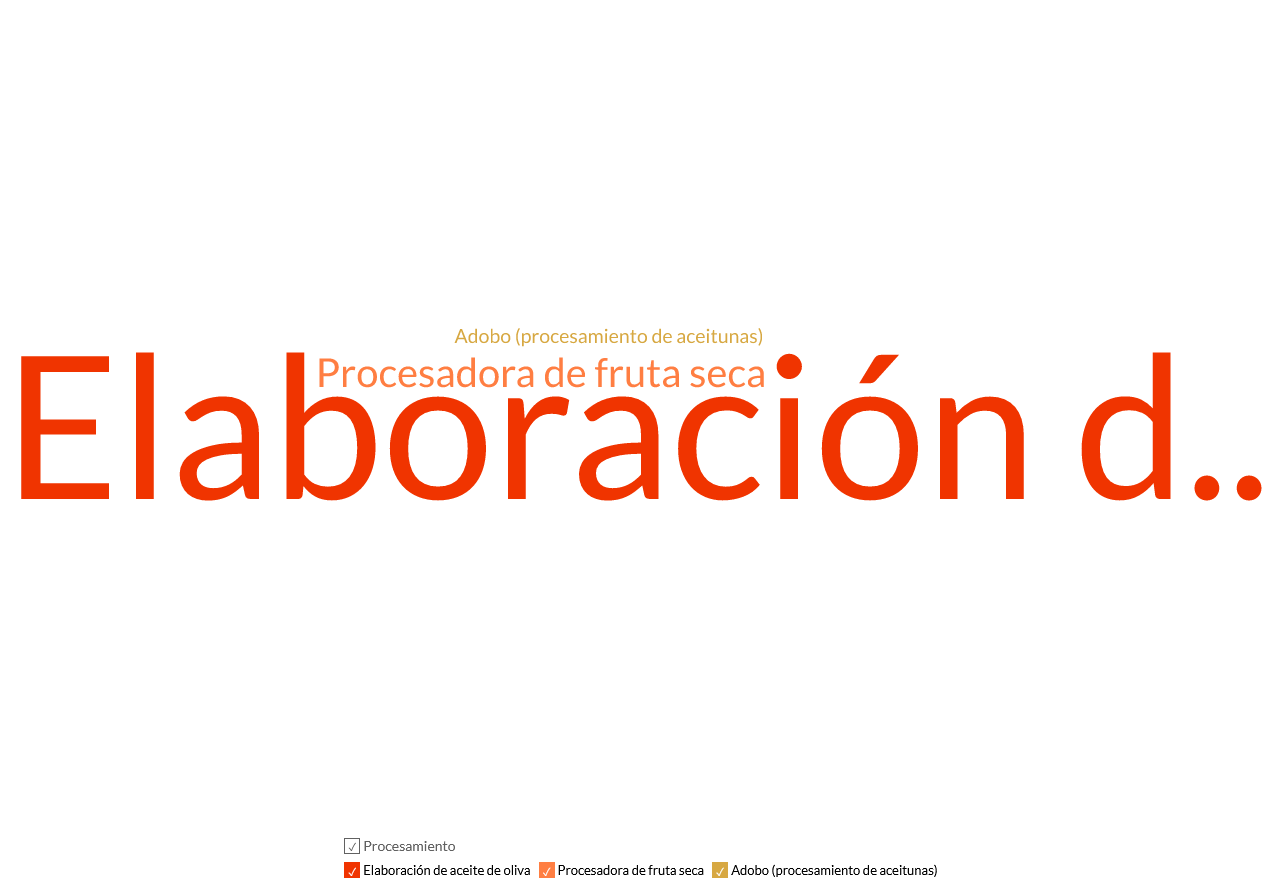 Adobo (procesamiento de aceitunas)
Procesadora de fruta seca
Elaboración d..
Procesamiento
Elaboración de aceite de oliva Procesadora de fruta seca Adobo (procesamiento de aceitunas)